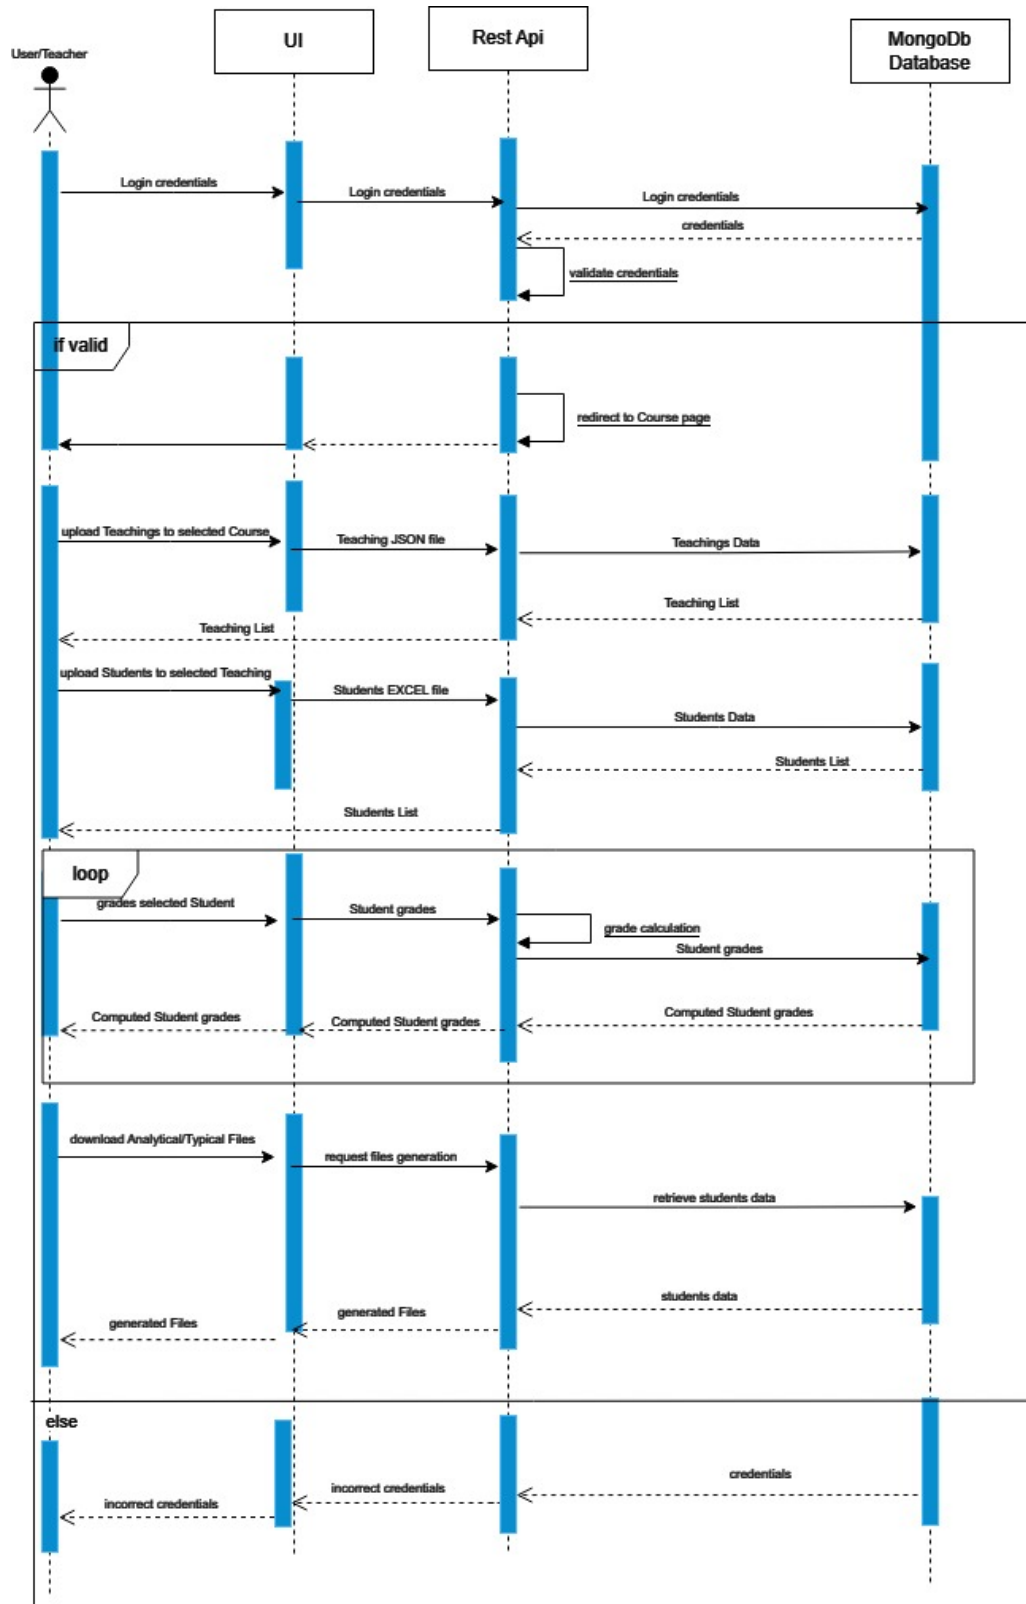 User/Teacher
UI
Rest Api
MongoDb
Database
Login credentials
Login credentials
Login credentials
credentials
validate credentials
if valid
redirect to Course page
upload Teachings to selected Course
Teaching JSON file
Teachings Data
Teaching List
Teaching List
upload Students to selected Teaching
Students EXCEL file
Students Data
Students List
Students List
loop
grades selected Student
Student grades
grade calculation
Student grades
Computed Student grades
Computed Student grades
Computed Student grades
download Analytical/Typical Files
request files generation
retrieve students data
students data
generated Files
generated Files
else
credentials
incorrect credentials
incorrect credentials